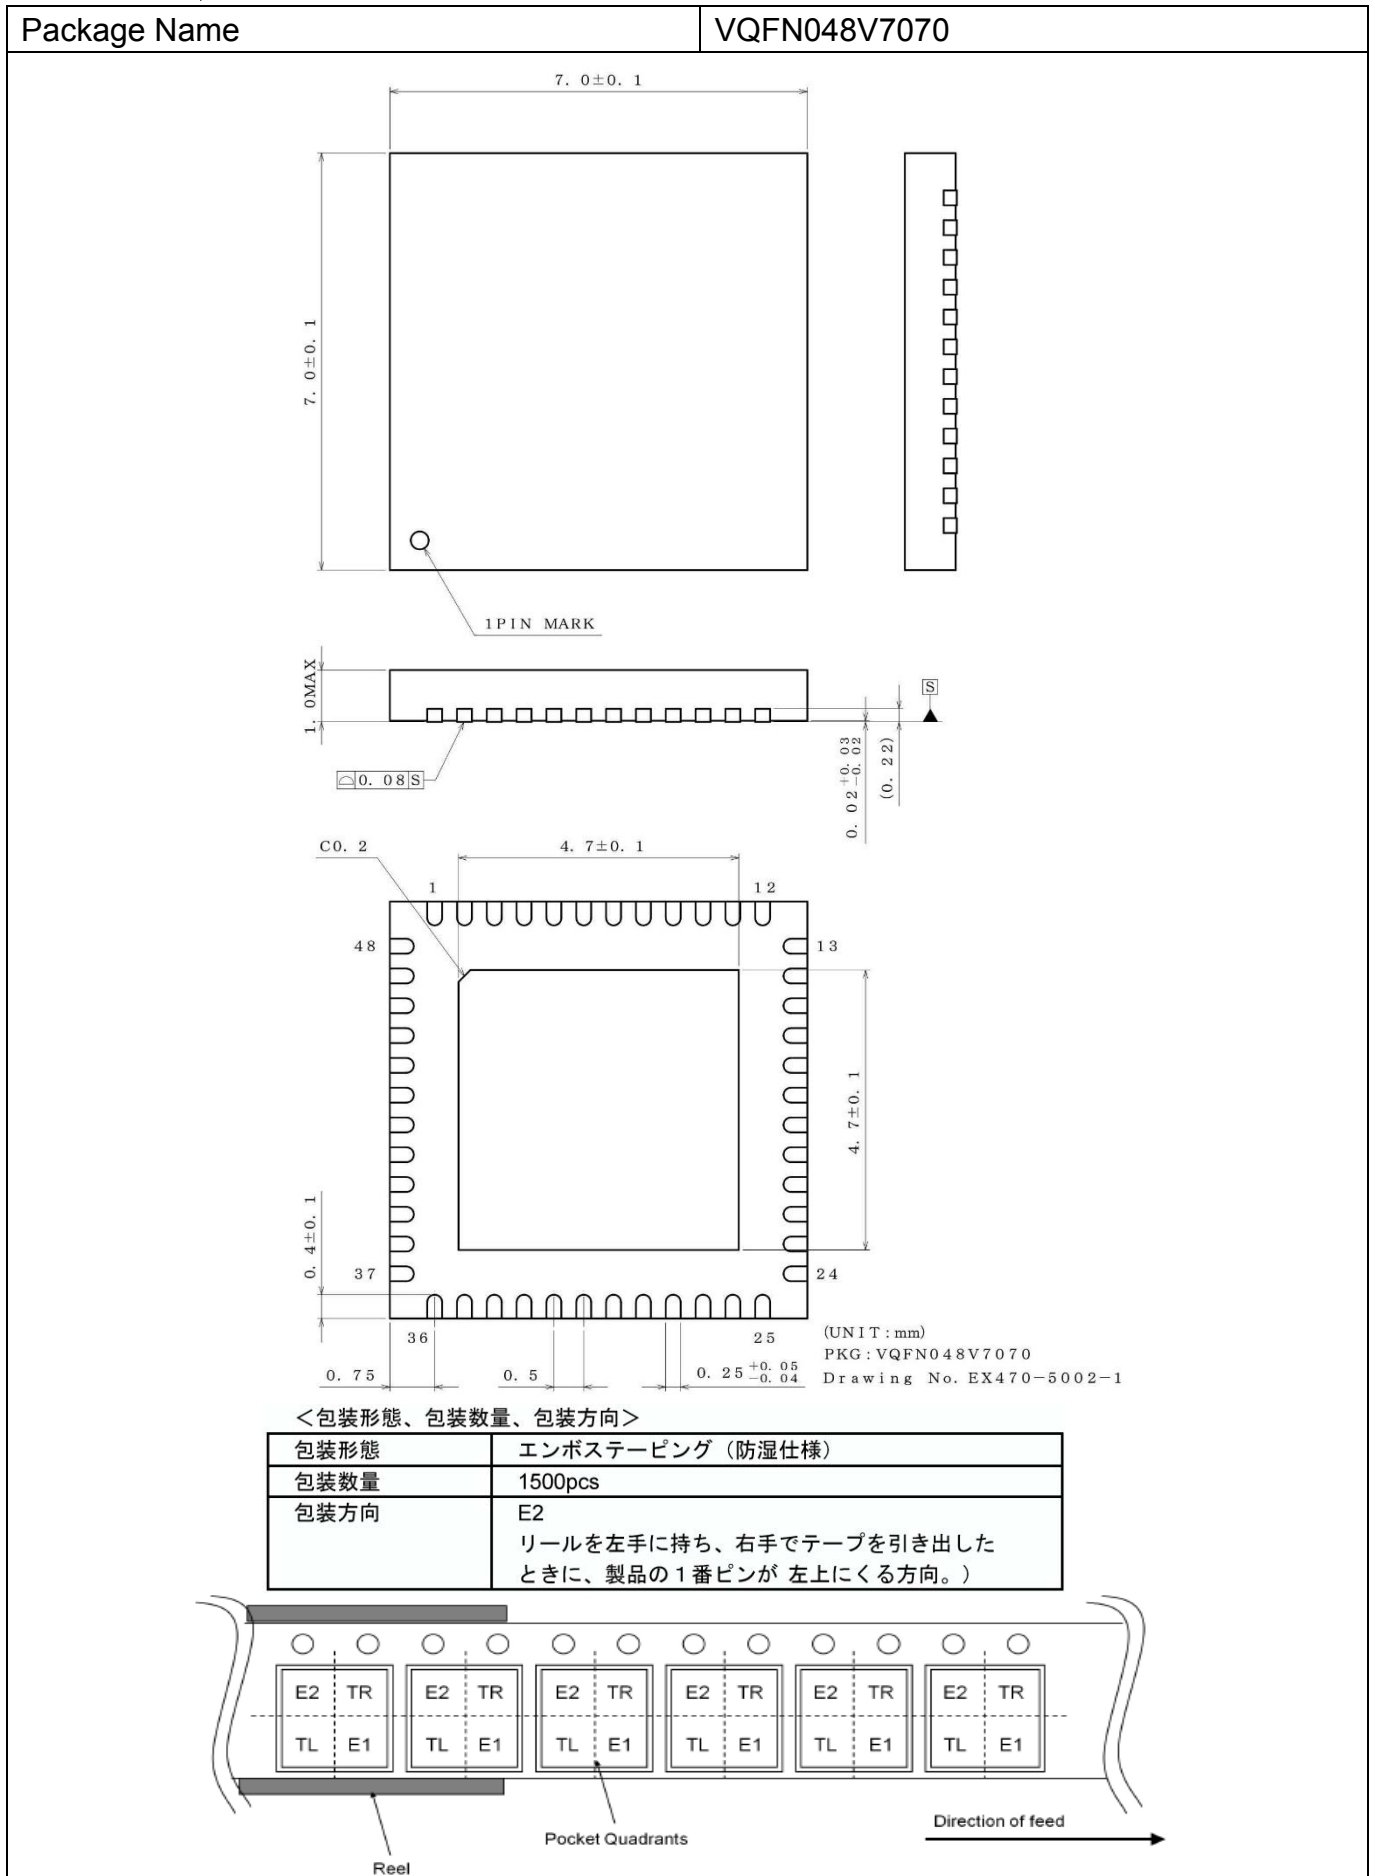 Package Name VQFN048V7070
7. 0±0. 1
7. 0±0. 1
1PIN MARK
1. 0MAX
S
0. 08 S
0. 02 +0. 03 -0. 02
(0. 22)
C0. 2
4. 7±0. 1
1 12
48 13
4. 7±0. 1
0. 4±0. 1
37 24
36 25
(UNIT:mm)
PKG:VQFN048V7070
0. 75 0. 5 0. 25 +0. 05 -0. 04
Drawing No. EX470-5002-1
<包装形態、包装数量、包装方向>
包装形態 エンボステーピング（防湿仕様）
包装数量 1500pcs
包装方向 E2
リールを左手に持ち、右手でテープを引き出した
ときに、製品の１番ピンが 左上にくる方向。）
E2 TR E2 TR E2 TR E2 TR E2 TR E2 TR
TL E1 TL E1 TL E1 TL E1 TL E1 TL E1
Direction of feed
Pocket Quadrants
Reel